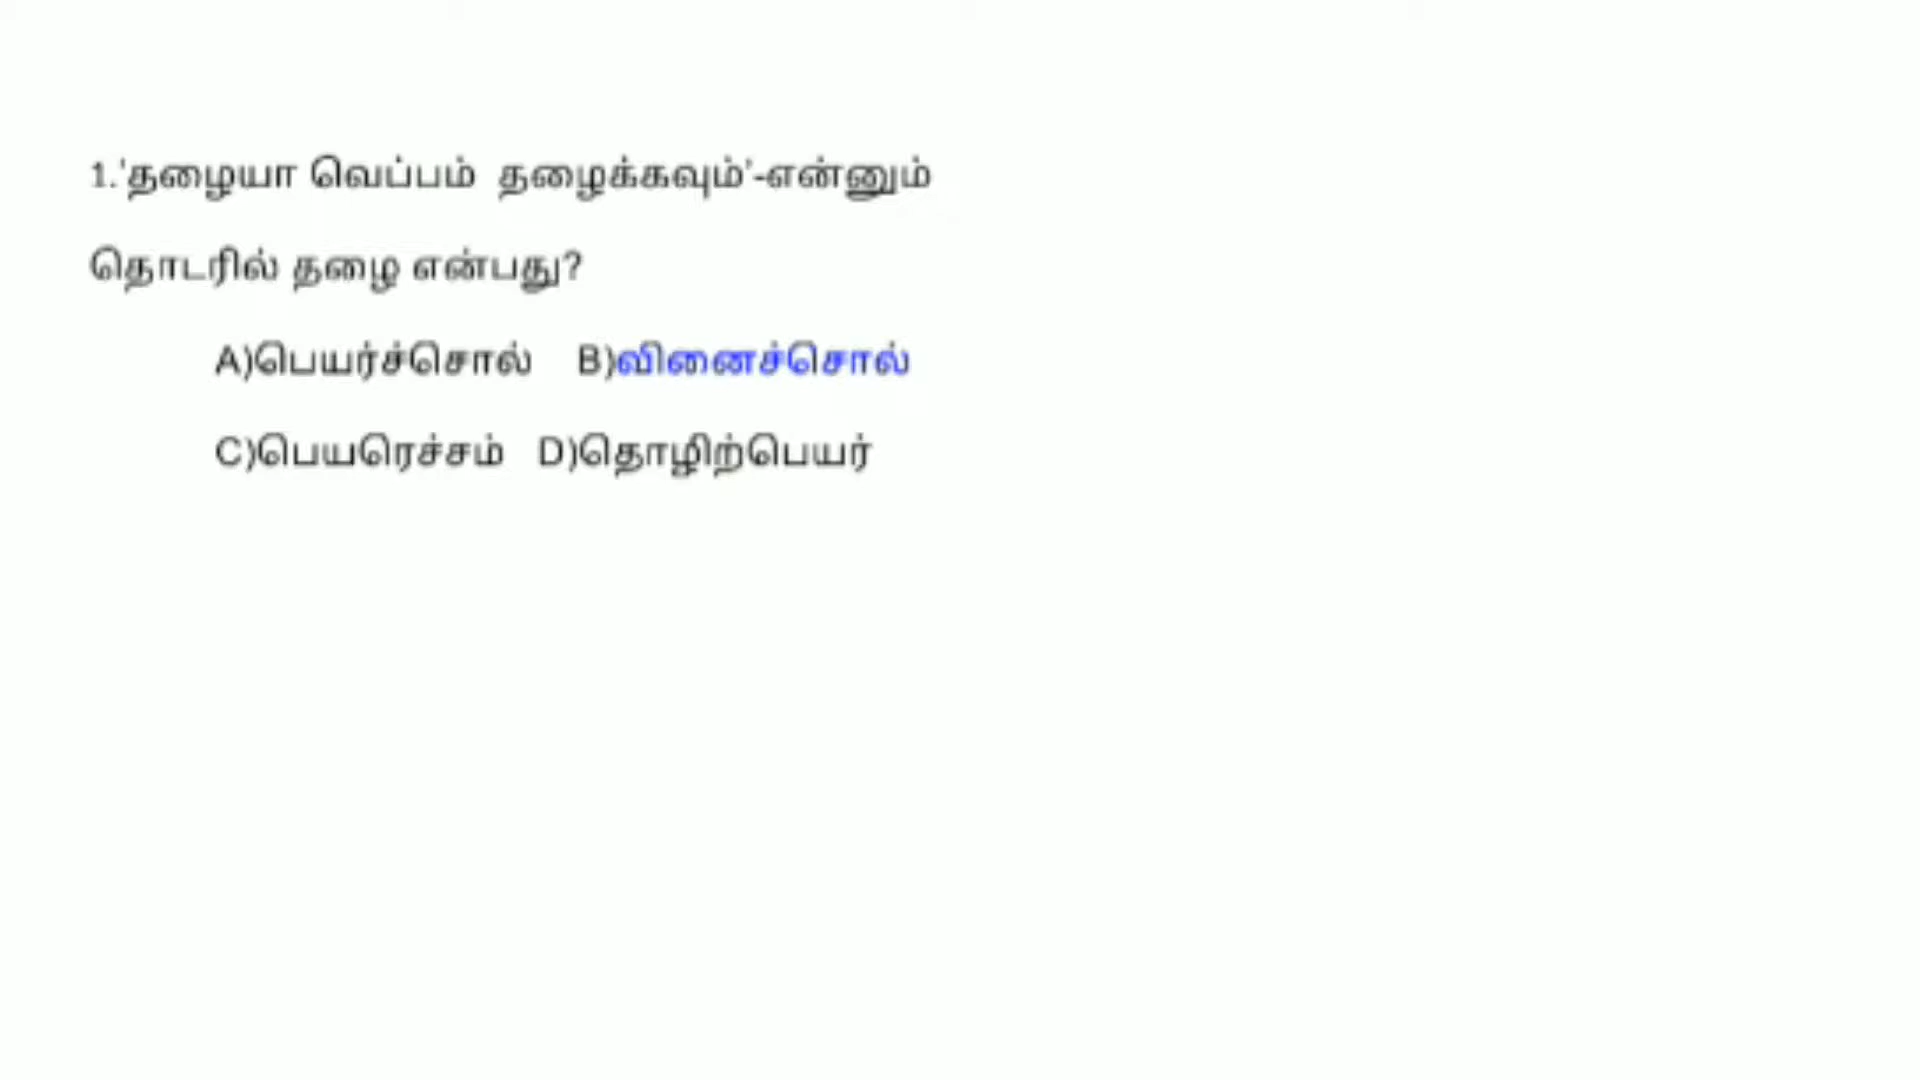 1.'தழையா வெப்பம் தழைக்கவும்'-என்னும்
தொடரில் தழை என்பது?
A)பெயர்ச்சொல் B)வினைச்சொல்
C)பெயரெச்சம் D)தொழிற்பெயர்